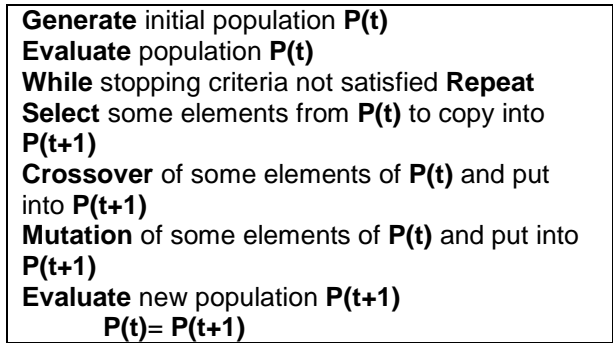 Generate initial population P(t)
Evaluate population P(t)
While stopping criteria not satisfied Repeat
Select some elements from P(t) to copy into
P(t+1)
Crossover of some elements of P(t) and put
into P(t+1)
Mutation of some elements of P(t) and put into
P(t+1)
Evaluate new population P(t+1)
P(t)= P(t+1)